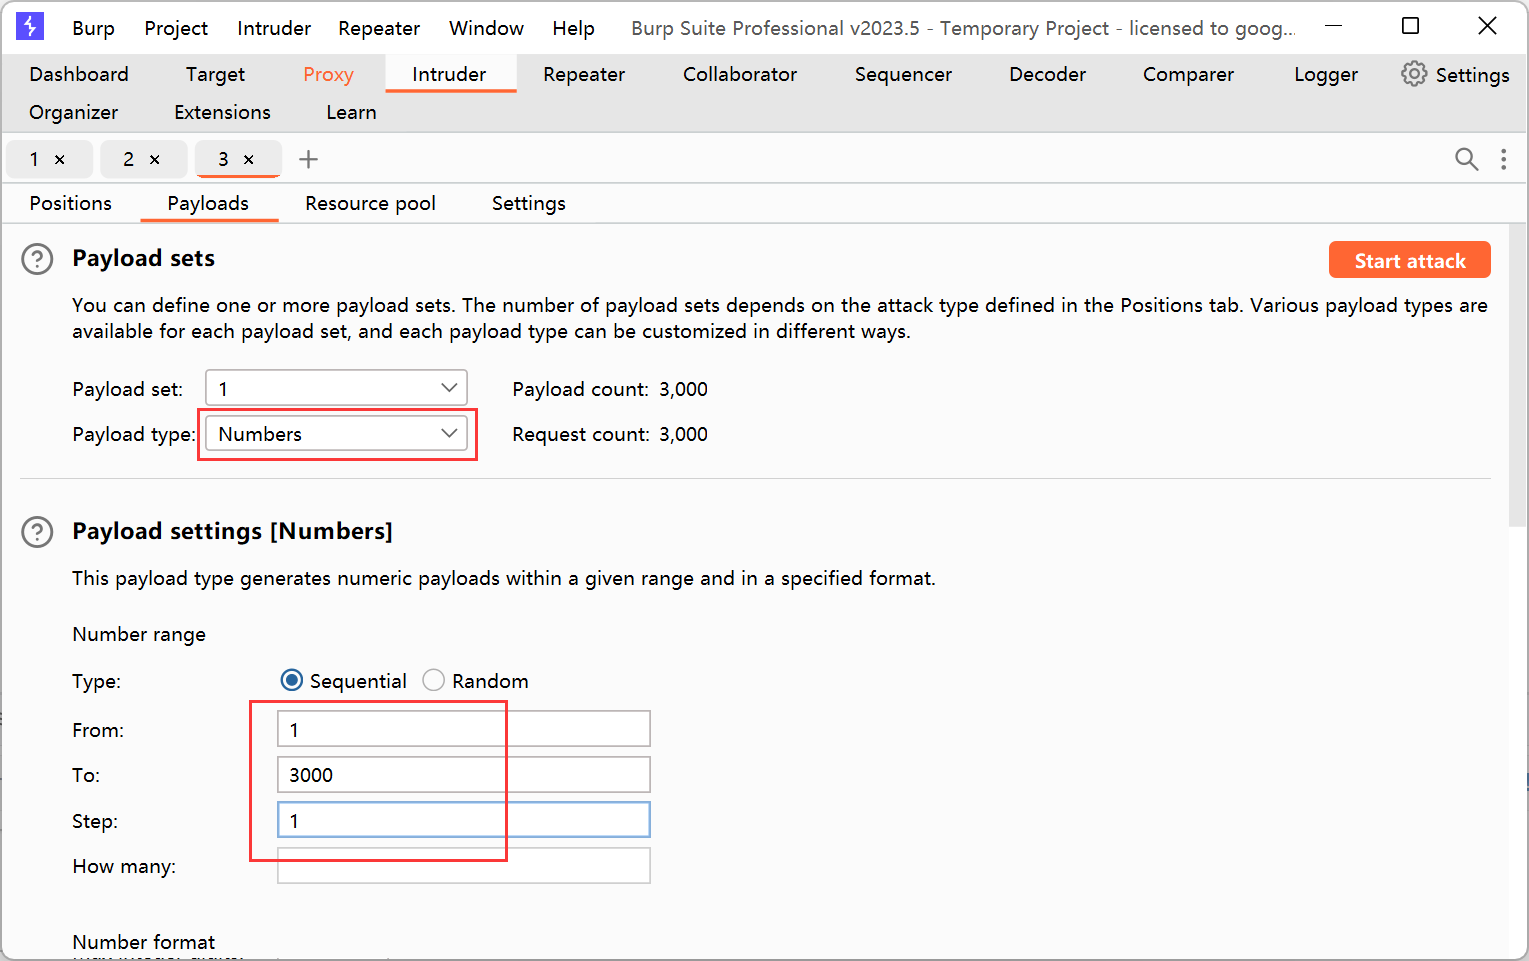 Burp Project Intruder Repeater Window Help Burp Suite Professional v2023.5 - Temporary Project - licensed to goog...
Dashboard Target Proxy Intruder Repeater Collaborator Sequencer Decoder Comparer Logger Settings
Organizer Extensions Learn
1 × 2 × 3 × +
Positions Payloads Resource pool Settings
? Payload sets Start attack
You can define one or more payload sets. The number of payload sets depends on the attack type defined in the Positions tab. Various payload types are
available for each payload set, and each payload type can be customized in different ways.
Payload set: 1 Payload count: 3,000
Payload type: Numbers Request count: 3,000
? Payload settings [Numbers]
This payload type generates numeric payloads within a given range and in a specified format.
Number range
Type: Sequential Random
From: 1
To: 3000
Step: 1
How many:
Number format